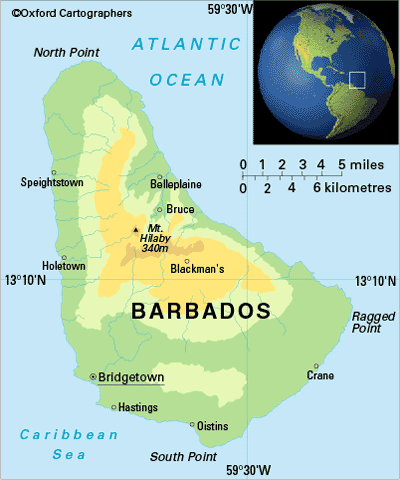 ©Oxford Cartographers
59°30'W
North Point
ATLANTIC
OCEAN
0 1 2 3 4 5 miles
0 2 4 6 kilometres
Speightstown
Belleplaine
Bruce
Mt.
Hilaby
340m
Holetown
Blackman's
13°10'N
13°10'N
BARBADOS
Ragged
Point
Crane
Bridgetown
Hastings
Oistins
Caribbean
Sea
South Point
59°30'W